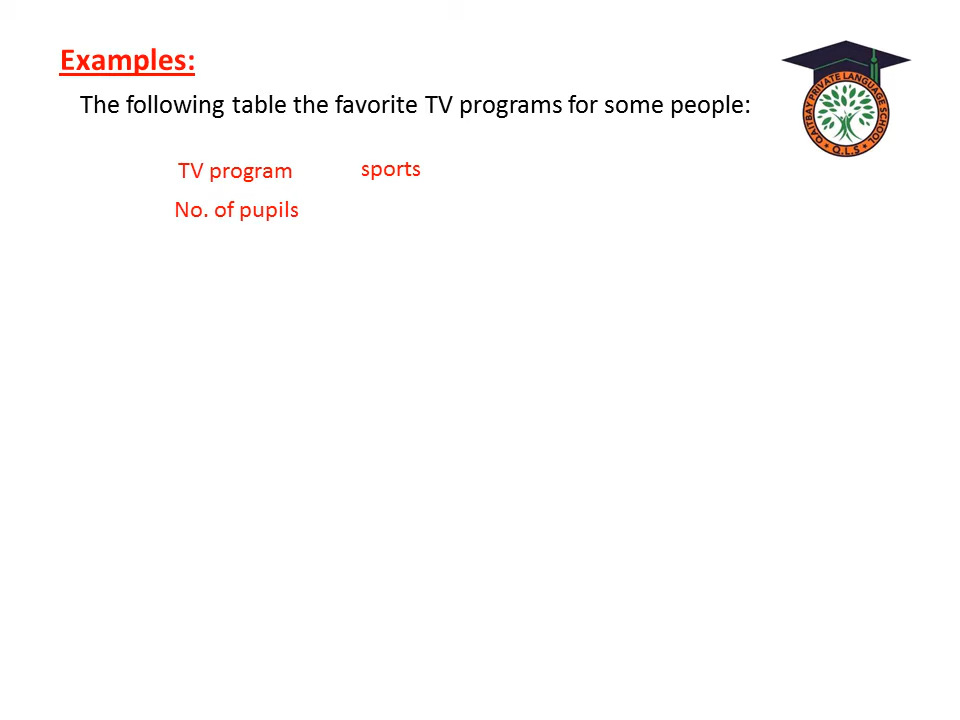 Examples:
The following table the favorite TV programs for some people:
TV program sports
No. of pupils
QAITBAY PRIVATE LANGUAGE SCHOOL
Q.L.S